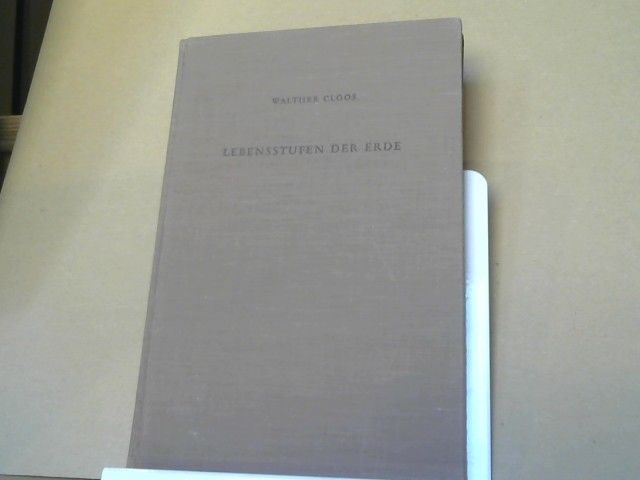 WALTHER CLOOS
LEBENSSTUFEN DER ERDE